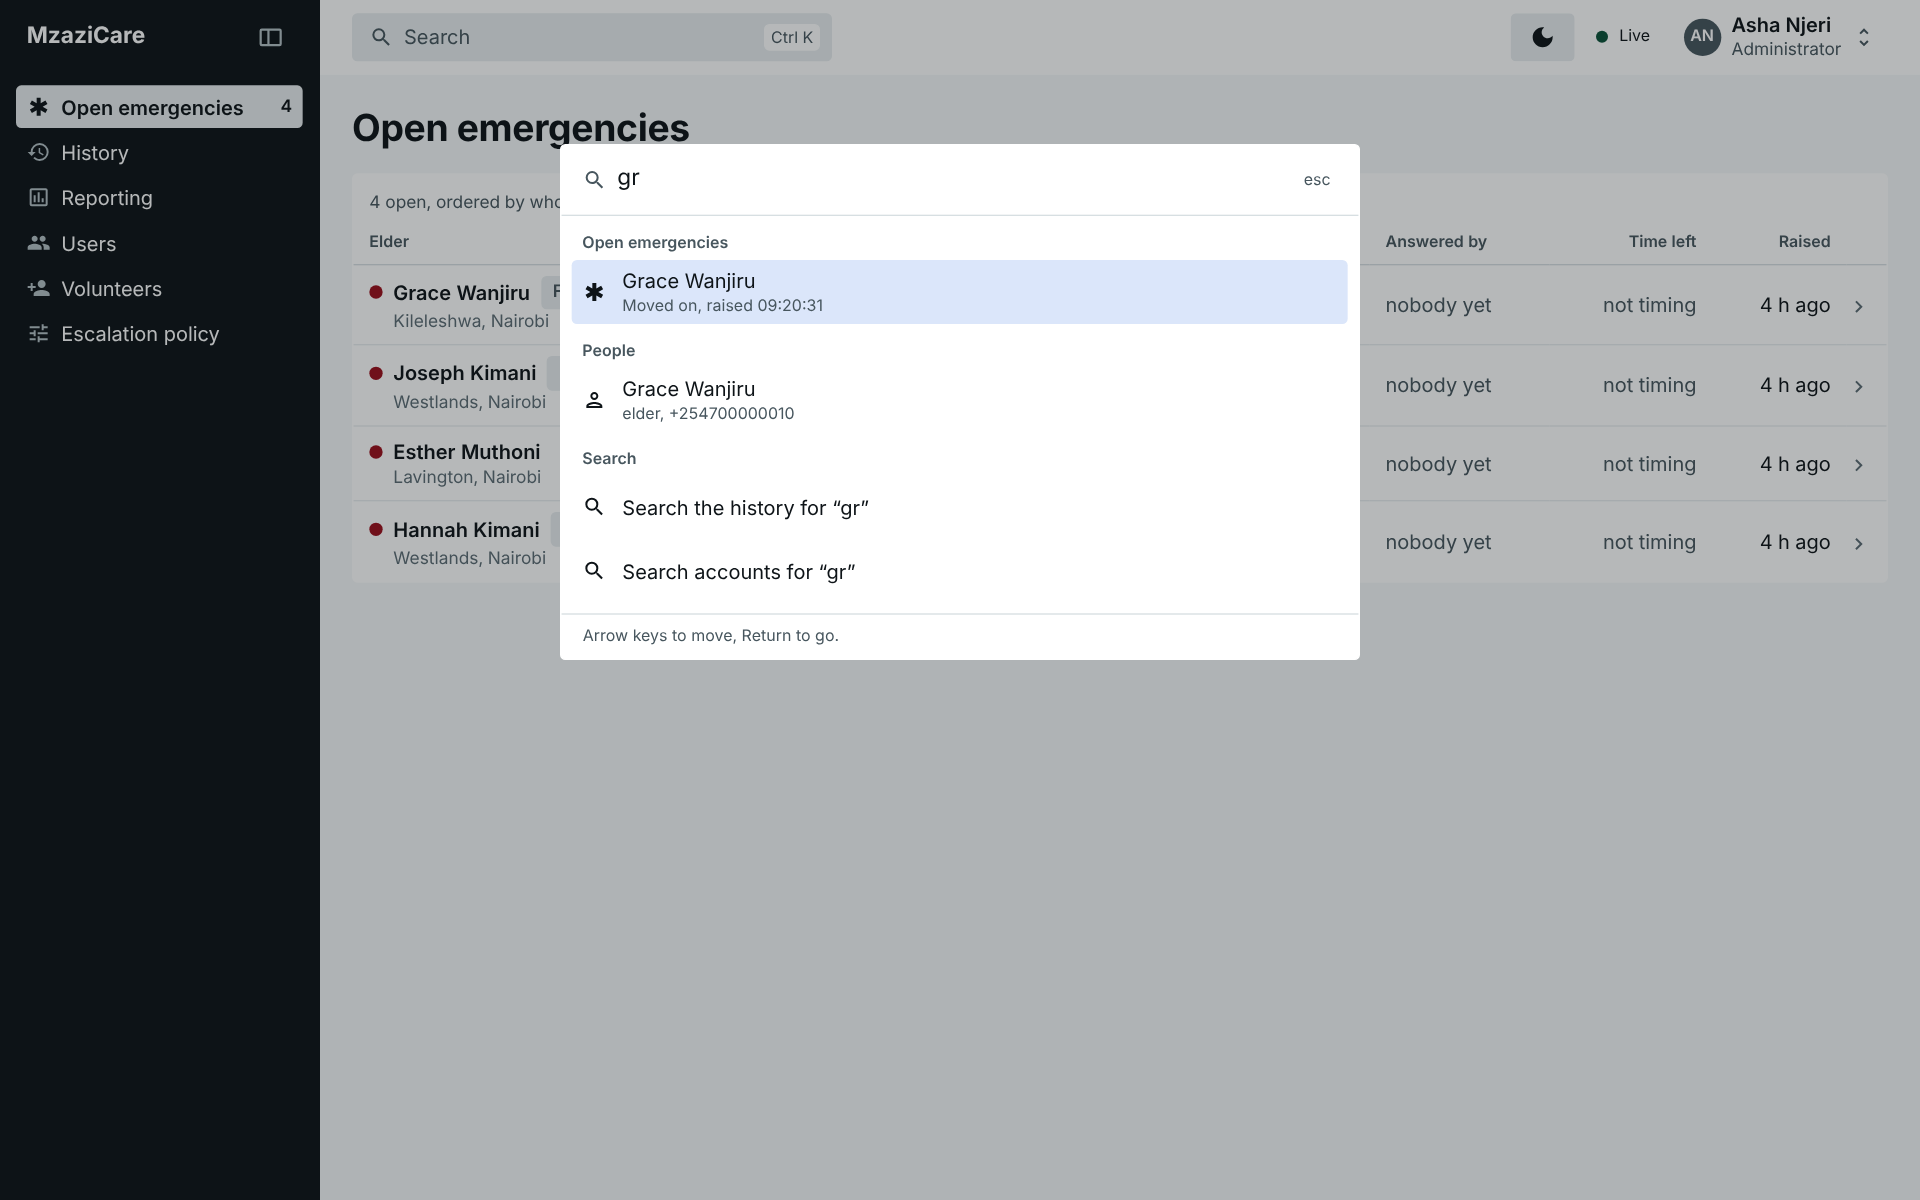 MzaziCare
Open emergencies 4
History
Reporting
Users
Volunteers
Escalation policy
Search Ctrl K
Live
AN
Asha Njeri
Administrator
Open emergencies
4 open, ordered by
Elder
Answered by Time left Raised
Grace Wanjiru
Kileleshwa, Nairobi
nobody yet not timing 4 h ago
Joseph Kimani
Westlands, Nairobi
nobody yet not timing 4 h ago
Esther Muthoni
Lavington, Nairobi
nobody yet not timing 4 h ago
Hannah Kimani
Westlands, Nairobi
nobody yet not timing 4 h ago
gr esc
Open emergencies
Grace Wanjiru
Moved on, raised 09:20:31
People
Grace Wanjiru
elder, +254700000010
Search
Search the history for “gr”
Search accounts for “gr”
Arrow keys to move, Return to go.